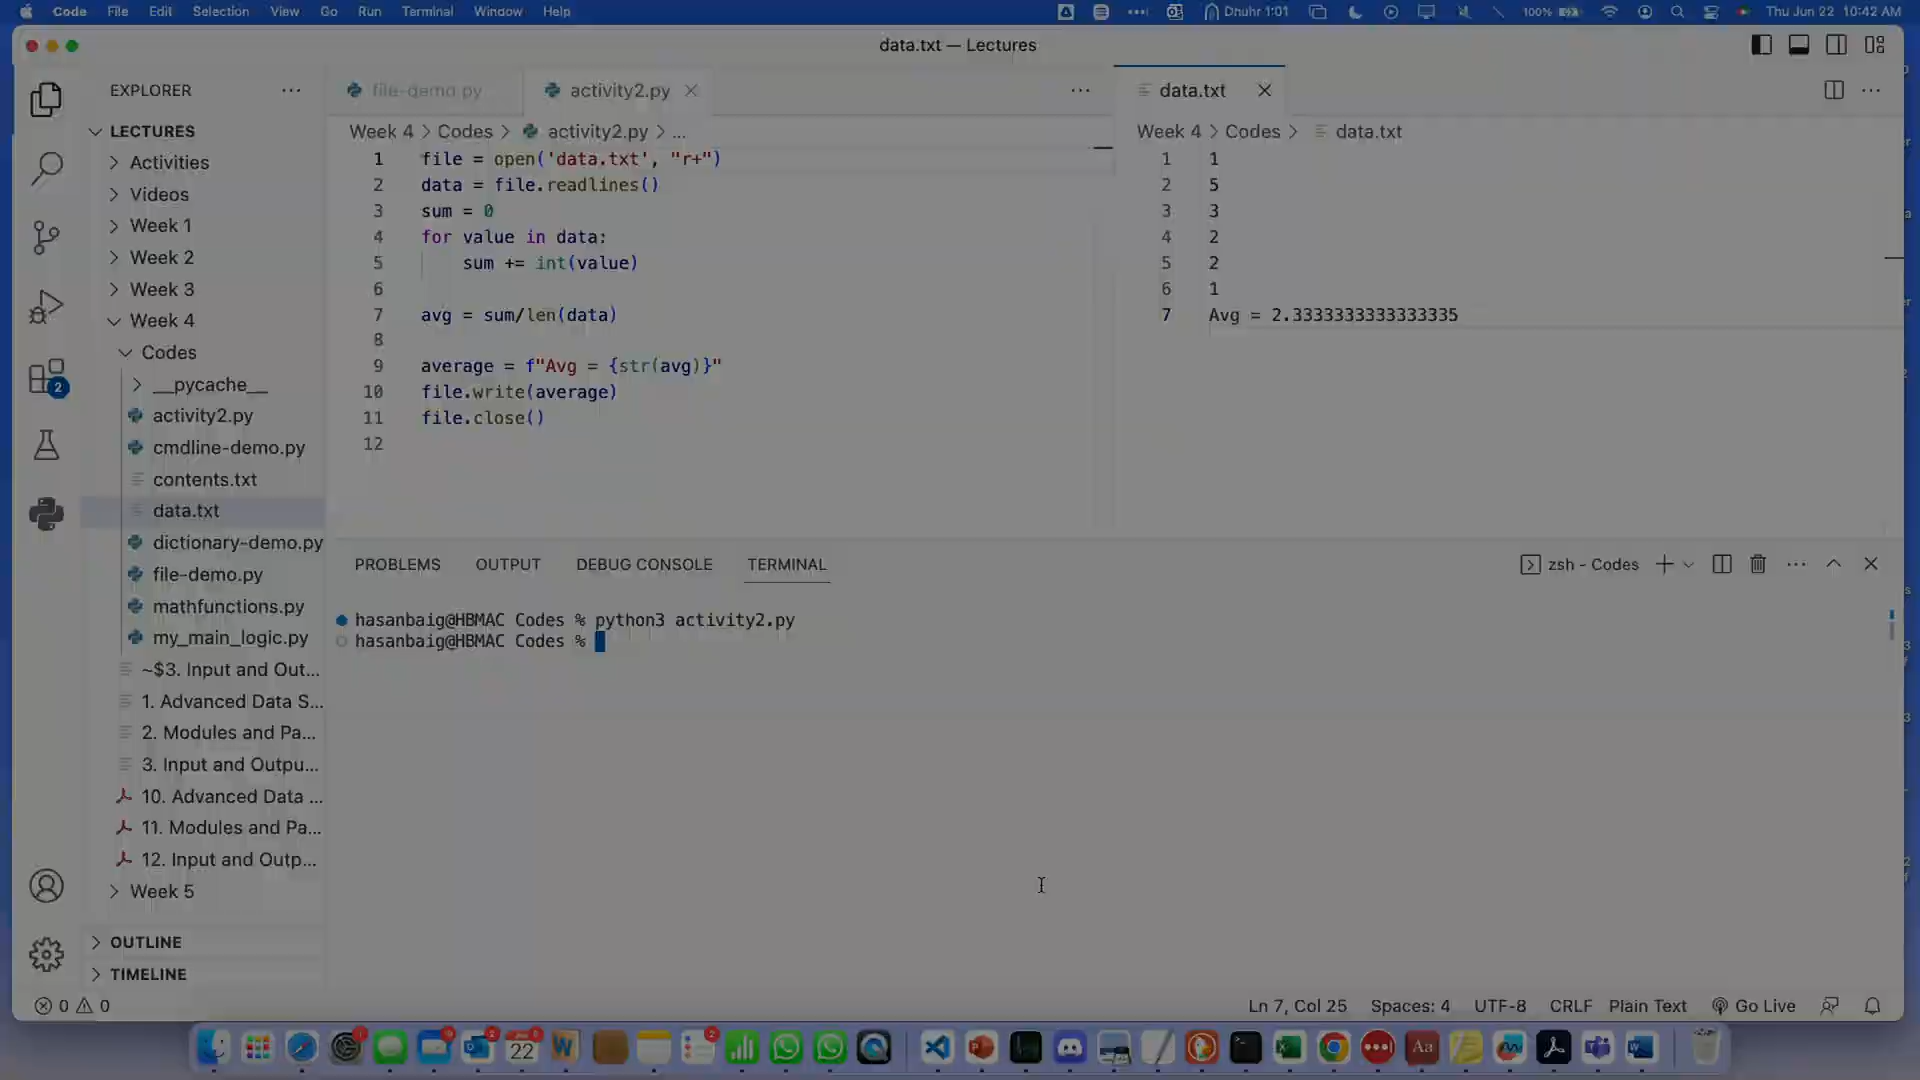 Code File Edit Selection View Go Run Terminal Window Help Dhuhr 1:01 100% Thu Jun 22 10:42 AM
data.txt — Lectures
EXPLORER
LECTURES
Activities
Videos
Week 1
Week 2
Week 3
Week 4
Codes
__pycache__
activity2.py
cmdline-demo.py
contents.txt
data.txt
dictionary-demo.py
file-demo.py
mathfunctions.py
my_main_logic.py
~$3. Input and Out...
1. Advanced Data S...
2. Modules and Pa...
3. Input and Outpu...
10. Advanced Data ...
11. Modules and Pa...
12. Input and Outp...
Week 5
OUTLINE
TIMELINE
2
file-demo.py activity2.py
Week 4 > Codes > activity2.py > ...
1 file = open('data.txt', "r+")
2 data = file.readlines()
3 sum = 0
4 for value in data:
5 sum += int(value)
6
7 avg = sum/len(data)
8
9 average = f"Avg = {str(avg)}"
10 file.write(average)
11 file.close()
12
data.txt
Week 4 > Codes > data.txt
1 1
2 5
3 3
4 2
5 2
6 1
7 Avg = 2.3333333333333335
PROBLEMS OUTPUT DEBUG CONSOLE TERMINAL zsh - Codes
hasanbaig@HBMAC Codes % python3 activity2.py
hasanbaig@HBMAC Codes %
0 0 Ln 7, Col 25 Spaces: 4 UTF-8 CRLF Plain Text Go Live
22
Aa